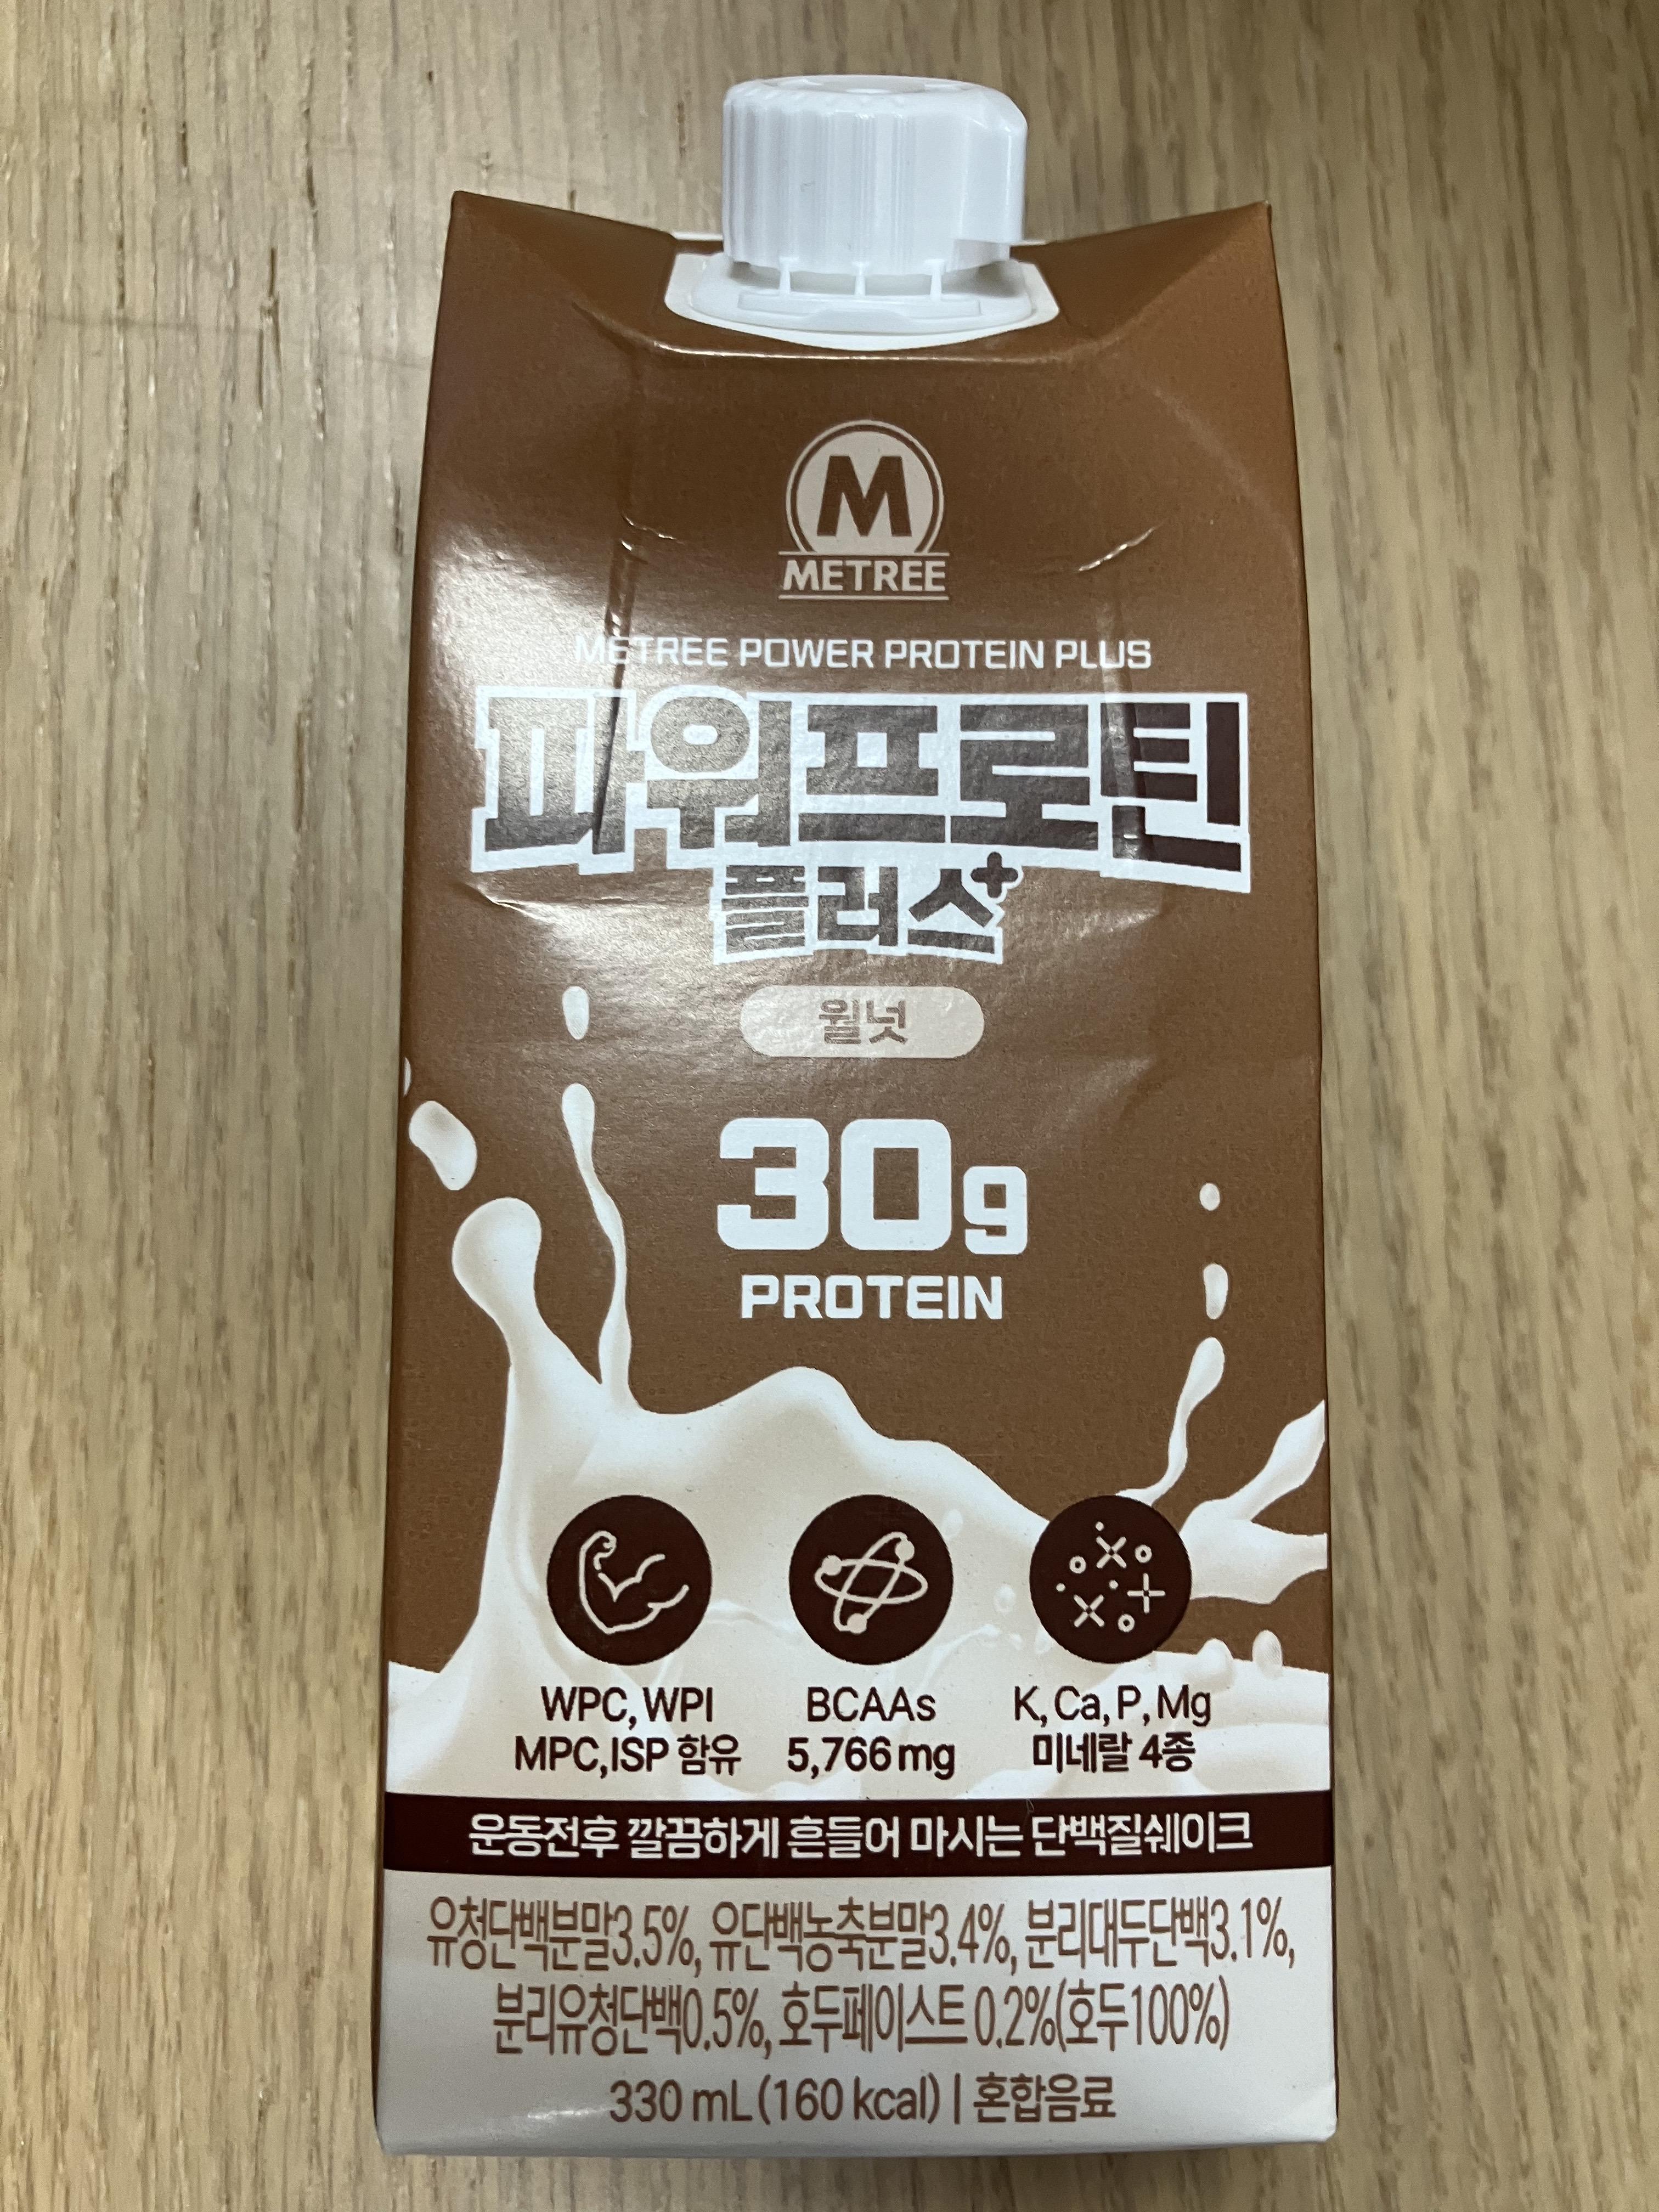 M
METREE
METREE POWER PROTEIN PLUS
파워프로틴
플러스+
월넛
30g
PROTEIN
WPC, WPI
MPC, ISP 함유
BCAAs
5,766mg
K, Ca, P, Mg
미네랄 4종
운동전후 깔끔하게 흔들어 마시는 단백질쉐이크
유청단백분말3.5%, 유단백농축분말3.4%, 분리대두단백3.1%,
분리유청단백0.5%, 호두페이스트 0.2%(호두100%)
330 mL (160 kcal) | 혼합음료